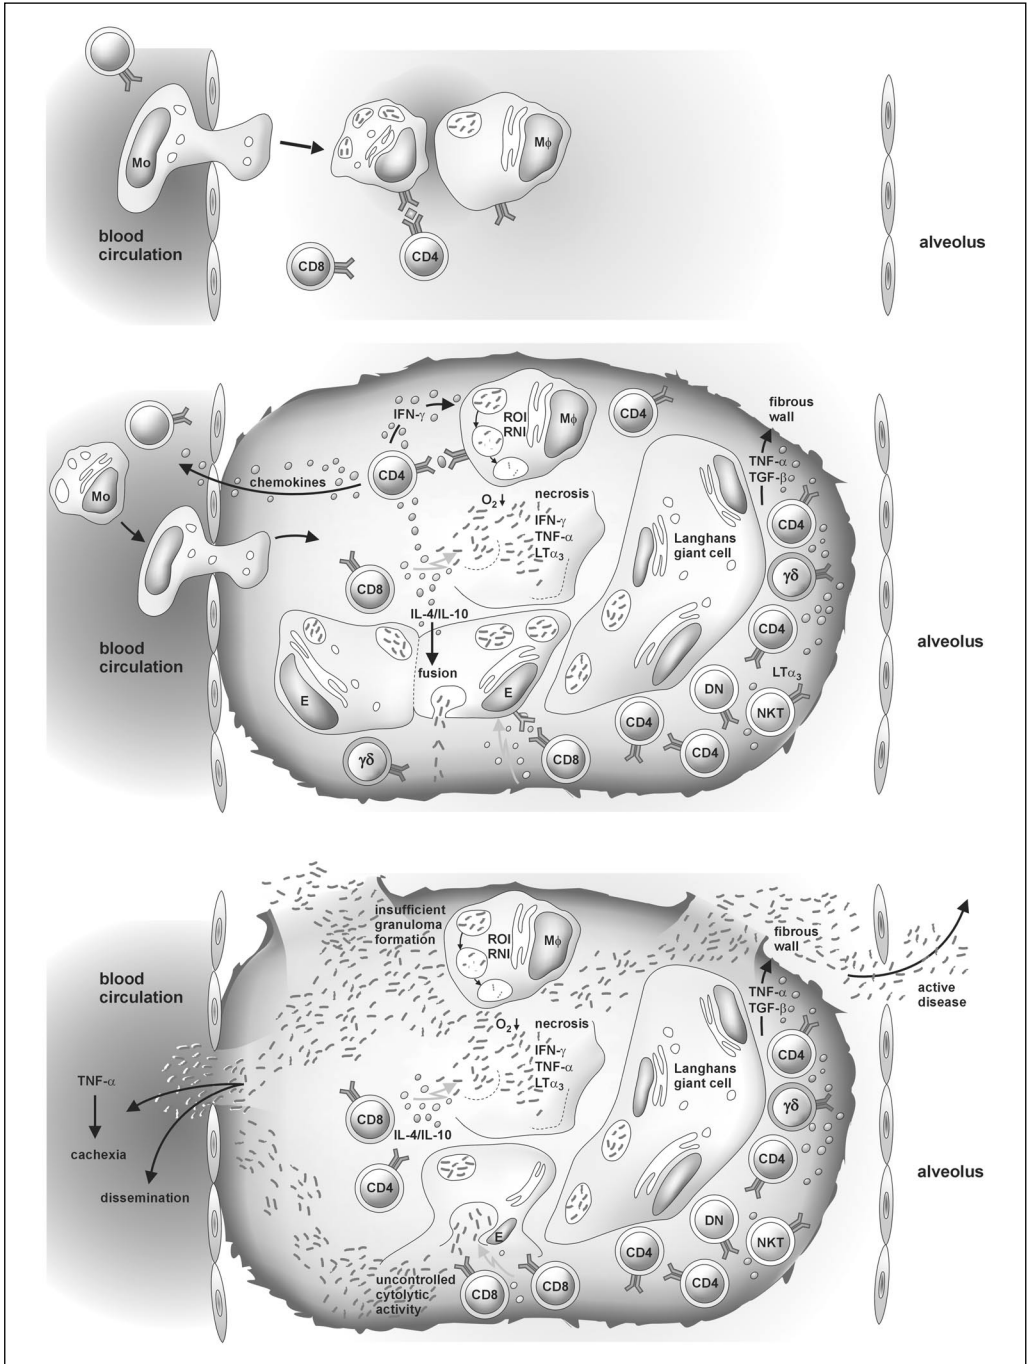 Mo
Mϕ
blood
circulation
CD8
CD4
alveolus
IFN-γ
ROI
RNI
Mϕ
CD4
fibrous
wall
CD4
chemokines
Mo
TNF-α
TGF-β
O₂
necrosis
IFN-γ
TNF-α
LTα₃
Langhans
giant cell
CD4
γδ
CD8
IL-4/IL-10
CD4
blood
circulation
alveolus
fusion
LTα₃
E
E
DN
NKT
CD4
CD4
γδ
CD8
insufficient
granuloma
formation
ROI
RNI
Mϕ
fibrous
wall
blood
circulation
active
disease
TNF-α
TGF-β
O₂
necrosis
IFN-γ
TNF-α
LTα₃
CD4
Langhans
giant cell
TNF-α
γδ
CD8
IL-4/IL-10
cachexia
CD4
alveolus
CD4
dissemination
DN
E
NKT
CD4
uncontrolled
cytolytic
activity
CD8
CD8
CD4